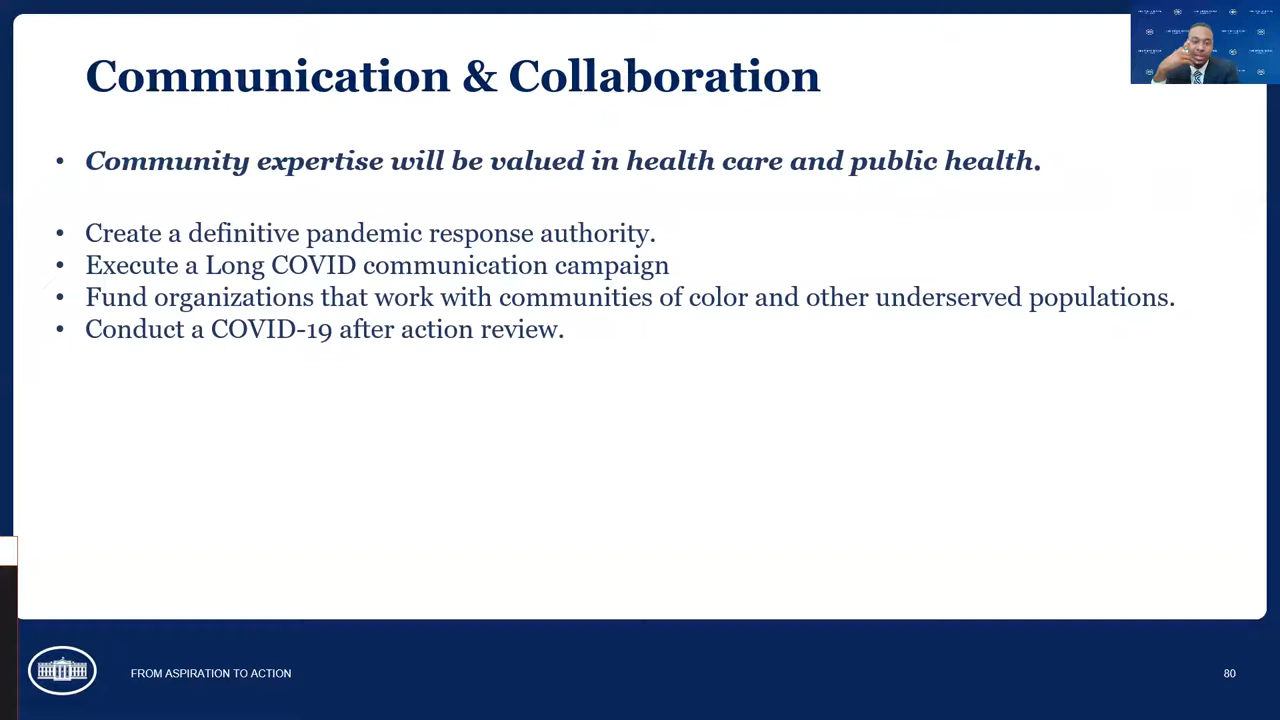 Communication & Collaboration
• Community expertise will be valued in health care and public health.
• Create a definitive pandemic response authority.
• Execute a Long COVID communication campaign
• Fund organizations that work with communities of color and other underserved populations.
• Conduct a COVID-19 after action review.
FROM ASPIRATION TO ACTION
80